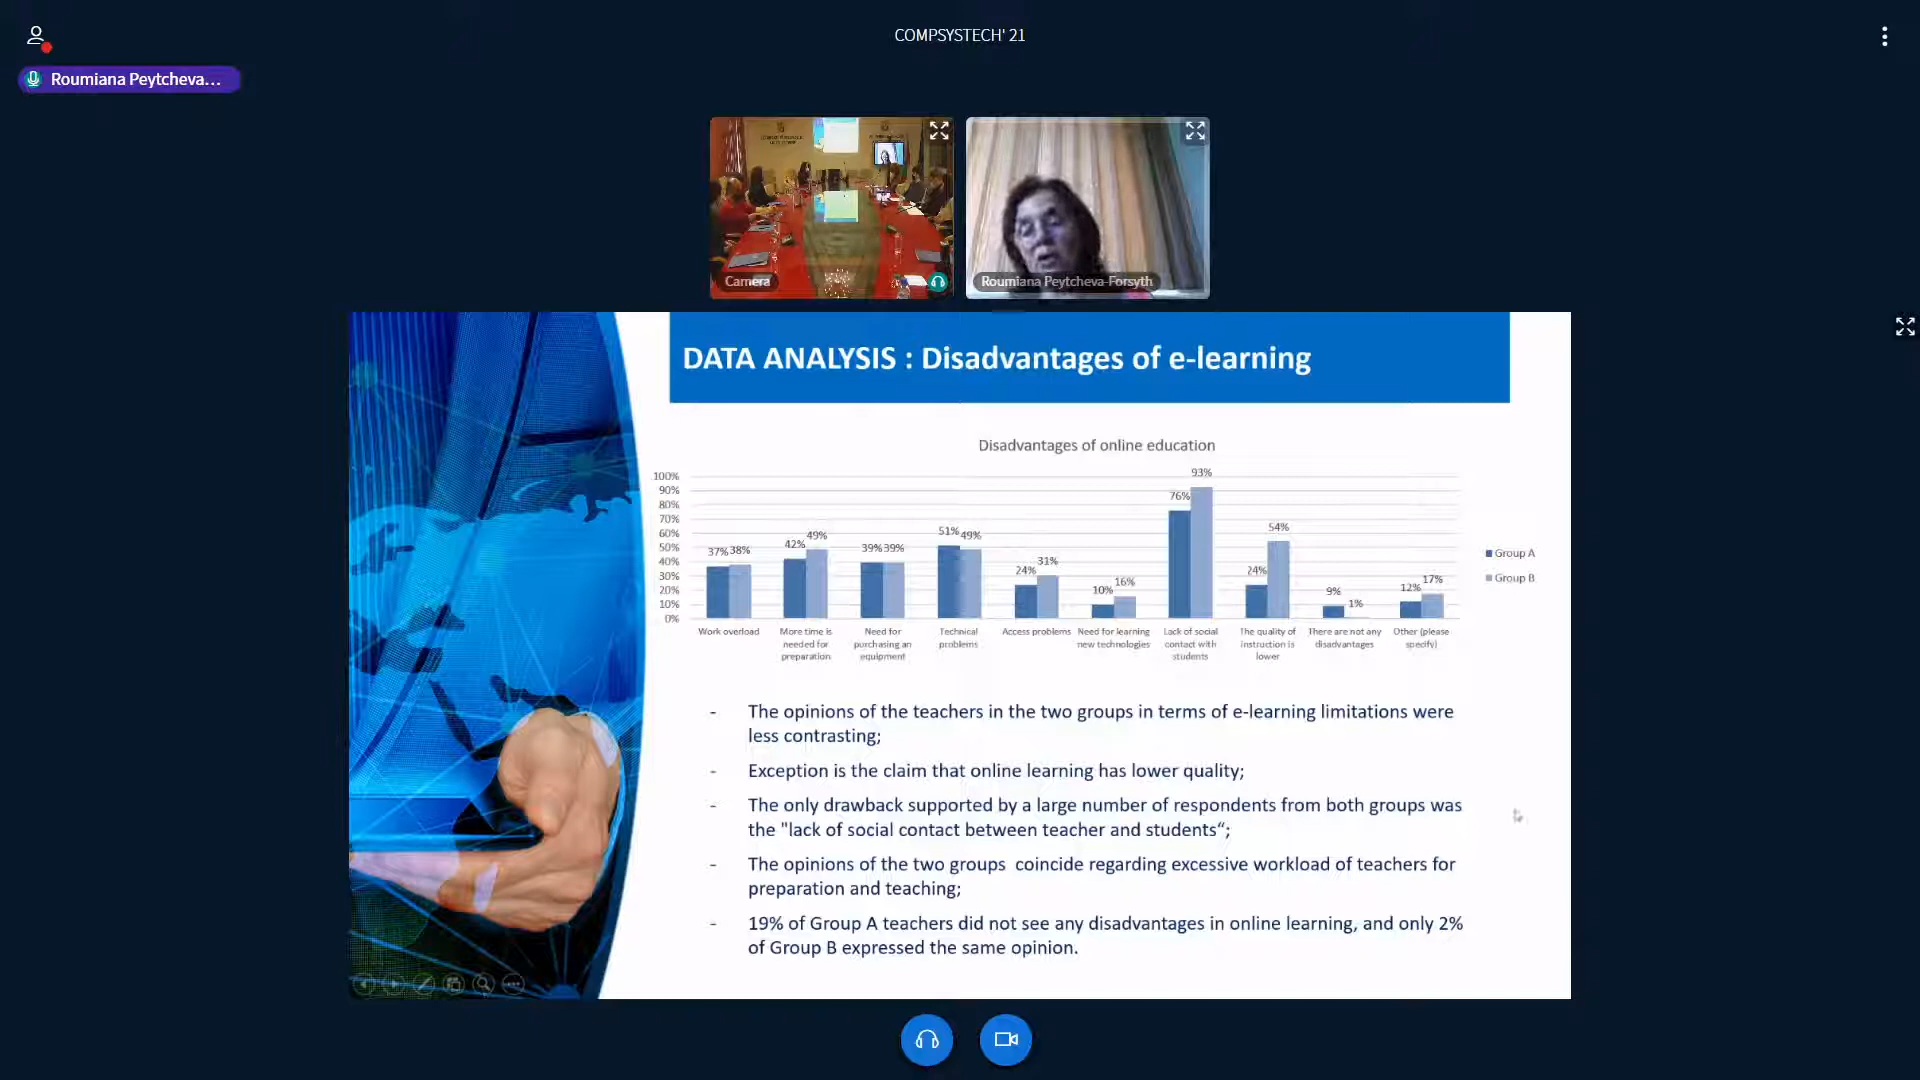 COMPSYSTECH' 21
Roumiana Peytcheva...
Camera
Roumiana Peytcheva-Forsyth
DATA ANALYSIS : Disadvantages of e-learning
Disadvantages of online education
100%
90%
80%
70%
60%
50%
40%
30%
20%
10%
0%
37% 38%
42% 49%
39% 39%
51% 49%
24% 31%
10% 16%
76% 93%
24% 54%
9% 1%
12% 17%
Work overload
More time is
needed for
preparation
Need for
purchasing an
equipment
Technical
problems
Access problems
Need for learning
new technologies
Lack of social
contact with
students
The quality of
instruction is
lower
There are not any
disadvantages
Other (please
specify)
Group A
Group B
- The opinions of the teachers in the two groups in terms of e-learning limitations were
less contrasting;
- Exception is the claim that online learning has lower quality;
- The only drawback supported by a large number of respondents from both groups was
the "lack of social contact between teacher and students“;
- The opinions of the two groups coincide regarding excessive workload of teachers for
preparation and teaching;
- 19% of Group A teachers did not see any disadvantages in online learning, and only 2%
of Group B expressed the same opinion.